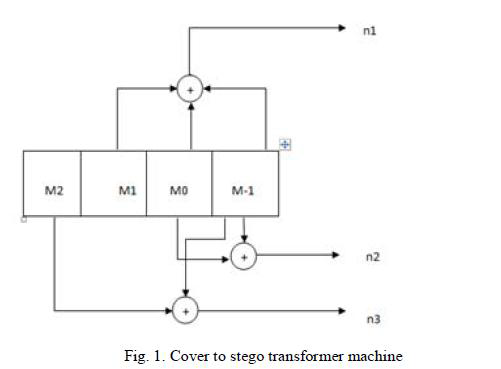 n1
+
M2 M1 M0 M-1
+
n2
+
n3
Fig. 1. Cover to stego transformer machine